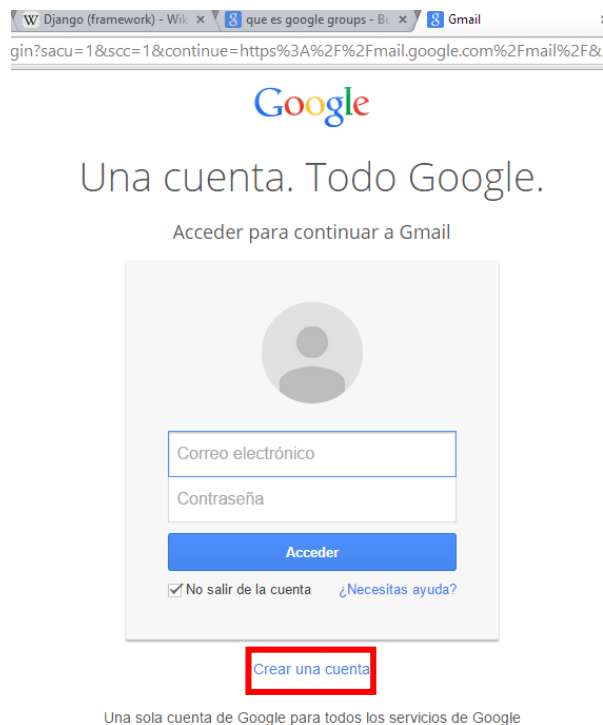 W Django (framework) - Wik × 8 que es google groups - Bu × 8 Gmail
gin?sacu=1&scc=1&continue=https%3A%2F%2Fmail.google.com%2Fmail%2F&
Google
Una cuenta. Todo Google.
Acceder para continuar a Gmail
Correo electrónico
Contraseña
Acceder
No salir de la cuenta ¿Necesitas ayuda?
Crear una cuenta
Una sola cuenta de Google para todos los servicios de Google